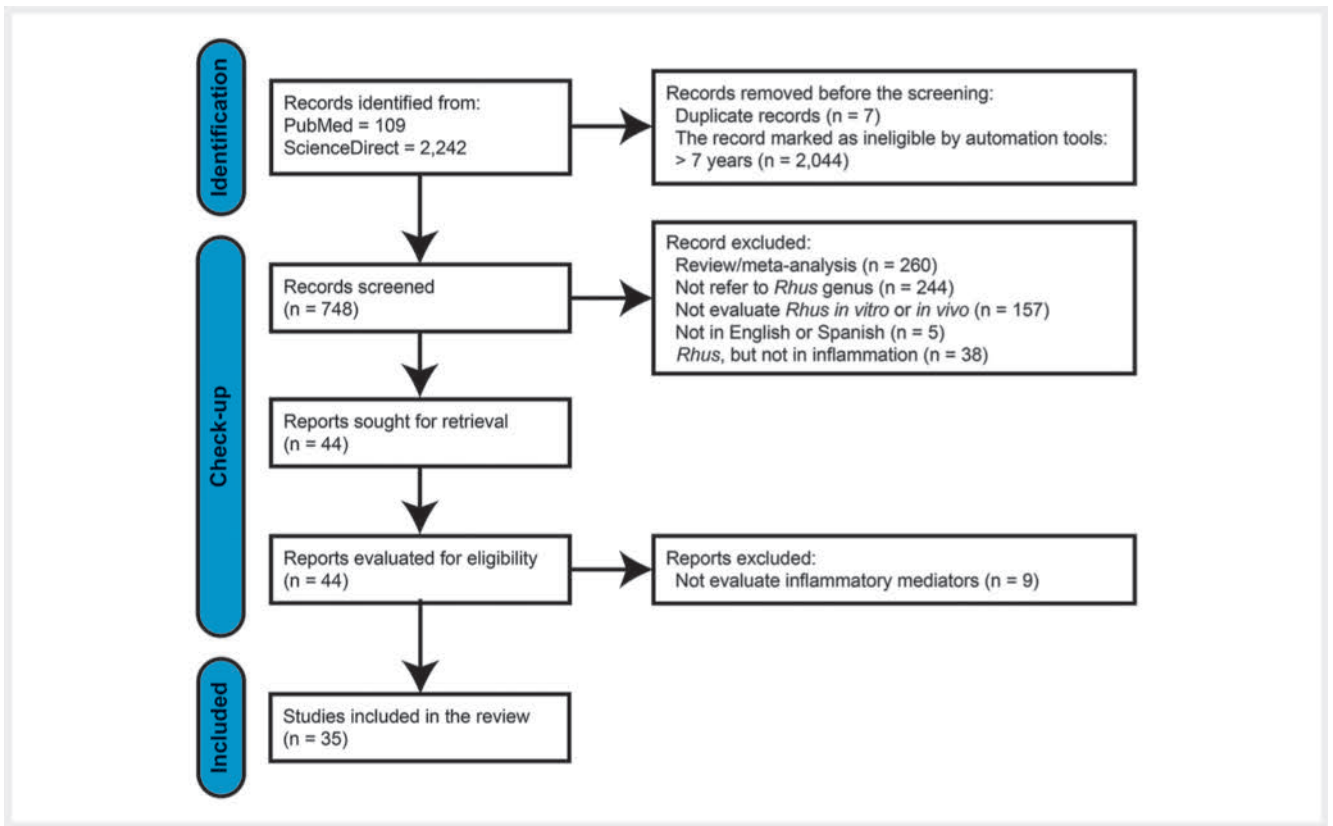 Identification
Records identified from:
PubMed = 109
ScienceDirect = 2,242
Records removed before the screening:
Duplicate records (n = 7)
The record marked as ineligible by automation tools:
> 7 years (n = 2,044)
Check-up
Records screened
(n = 748)
Record excluded:
Review/meta-analysis (n = 260)
Not refer to Rhus genus (n = 244)
Not evaluate Rhus in vitro or in vivo (n = 157)
Not in English or Spanish (n = 5)
Rhus, but not in inflammation (n = 38)
Reports sought for retrieval
(n = 44)
Reports evaluated for eligibility
(n = 44)
Reports excluded:
Not evaluate inflammatory mediators (n = 9)
Included
Studies included in the review
(n = 35)